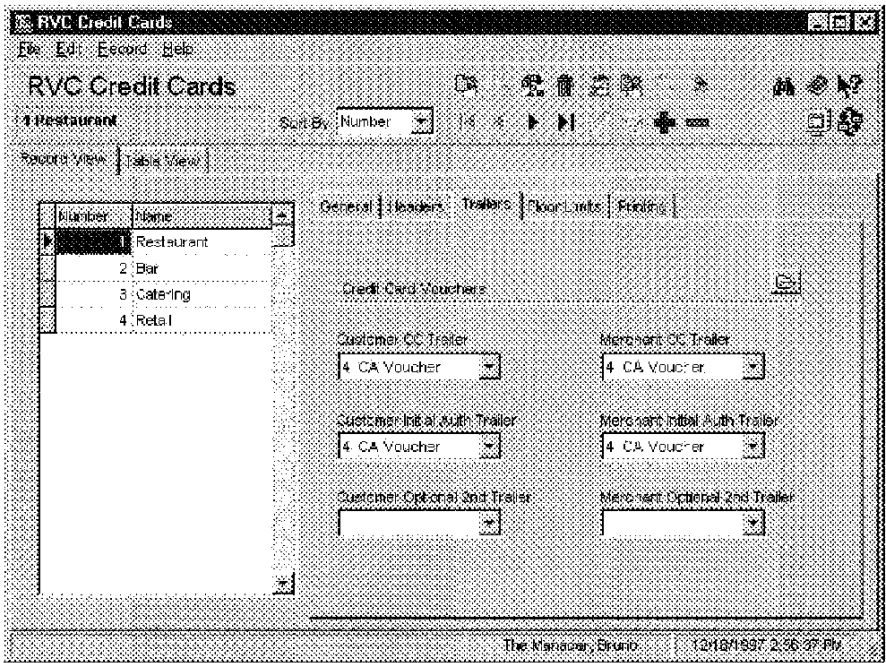 RVC Credit Cards
File Edit Record Help
RVC Credit Cards
1 Restaurant
Sort By Number
Record View Table View
Number Name
1 Restaurant
2 Bar
3 Catering
4 Retail
General Headers Trailers Floor Limits Printing
Credit Card Vouchers
Customer CC Trailer Merchant CC Trailer
4 CA Voucher 4 CA Voucher
Customer Initial Auth Trailer Merchant Initial Auth Trailer
4 CA Voucher 4 CA Voucher
Customer Optional 2nd Trailer Merchant Optional 2nd Trailer
The Manager, Bruno 12/18/1997 2:56:37 PM